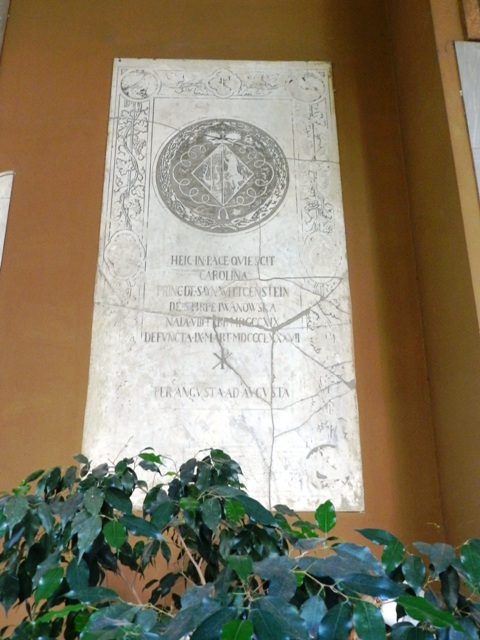 HEIC IN PACE QVIESCIT
CAROLINA
PRINC·DE·SAYN WITTGENSTEIN
DE STIRPE IWANOWSKA
NATA·VIII·FEBR·MDCCCXIX
DEFVNCTA·IX·MART·MDCCCLXXXVII
PER ANGVSTA·AD AVGVSTA